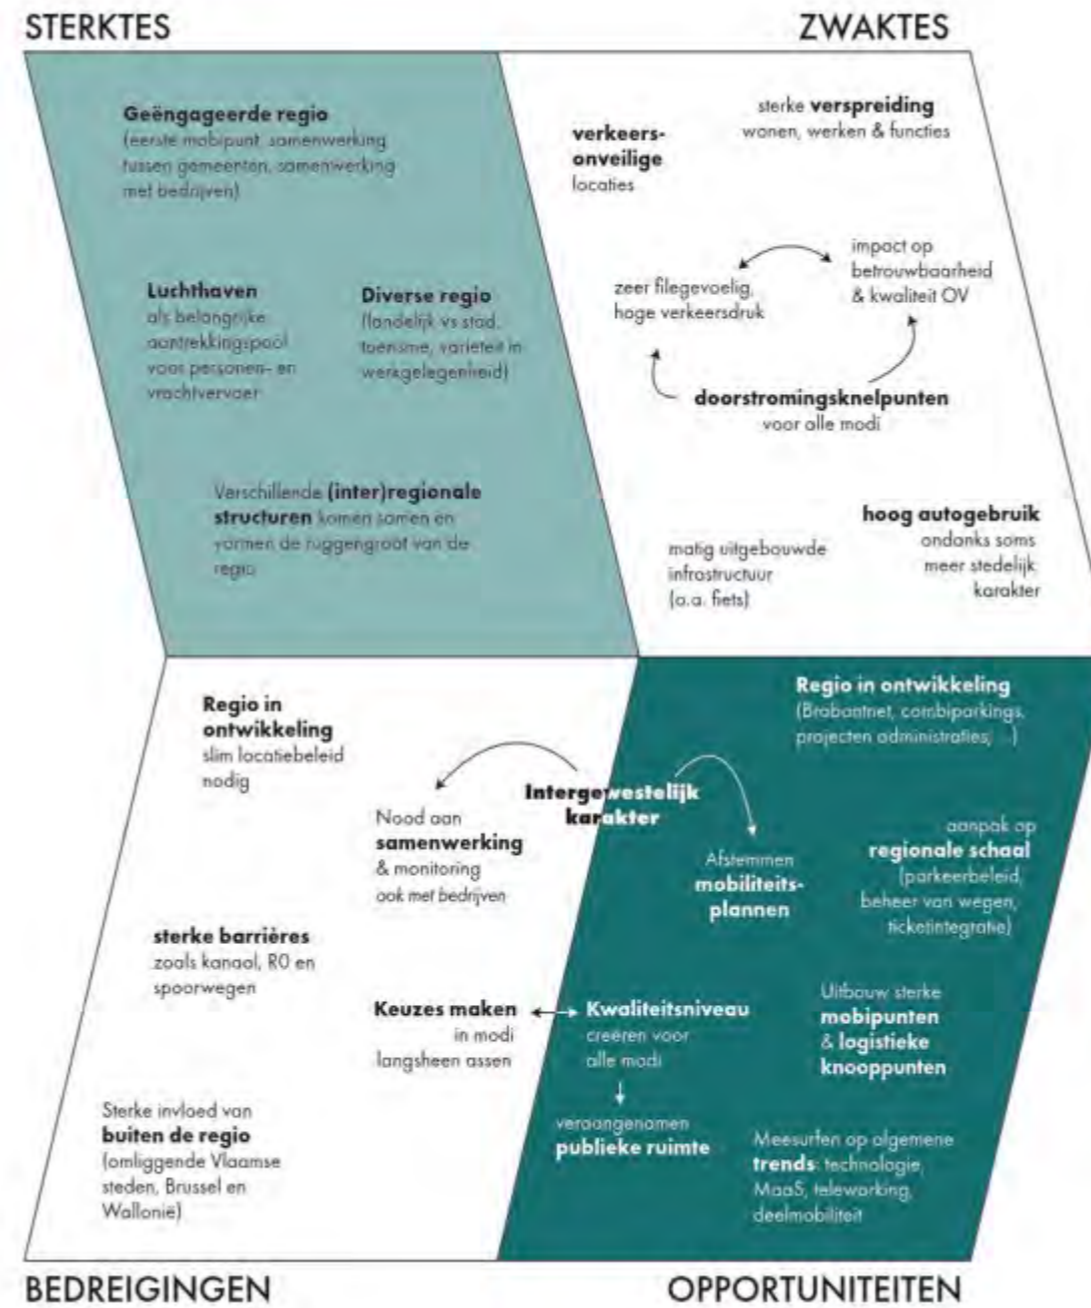 STERKTES
ZWAKTES
Geëngageerde regio
(eerste mobipunt, samenwerking
tussen gemeenten, samenwerking
met bedrijven)
Luchthaven
als belangrijke
aantrekkingspool
voor personen- en
vrachtvervoer
Diverse regio
(landelijk vs stad,
toerisme, variëteit in
werkgelegenheid)
Verschillende (inter)regionale
structuren komen samen en
vormen de ruggengraat van de
regio
verkeers-
onveilige
locaties
sterke verspreiding
wonen, werken & functies
zeer filegevoelig,
hoge verkeersdruk
impact op
betrouwbaarheid
& kwaliteit OV
doorstromingsknelpunten
voor alle modi
matig uitgebouwde
infrastructuur
(o.a. fiets)
hoog autogebruik
ondanks soms
meer stedelijk
karakter
Regio in
ontwikkeling
slim locatiebeleid
nodig
Intergewestelijk
karakter
Nood aan
samenwerking
& monitoring
ook met bedrijven
sterke barrières
zoals kanaal, R0 en
spoorwegen
Keuzes maken
in modi
langsheen assen
Sterke invloed van
buiten de regio
(omliggende Vlaamse
steden, Brussel en
Wallonië)
Regio in ontwikkeling
(Brabantnet, combiparkings,
projecten administraties, ...)
Afstemmen
mobiliteits-
plannen
aanpak op
regionale schaal
(parkeerbeleid,
beheer van wegen,
ticketintegratie)
Kwaliteitsniveau
creëren voor
alle modi
veraangenamen
publieke ruimte
Uitbouw sterke
mobipunten
& logistieke
knooppunten
Meesurfen op algemene
trends: technologie,
MaaS, teleworking,
deelmobiliteit
BEDREIGINGEN
OPPORTUNITEITEN